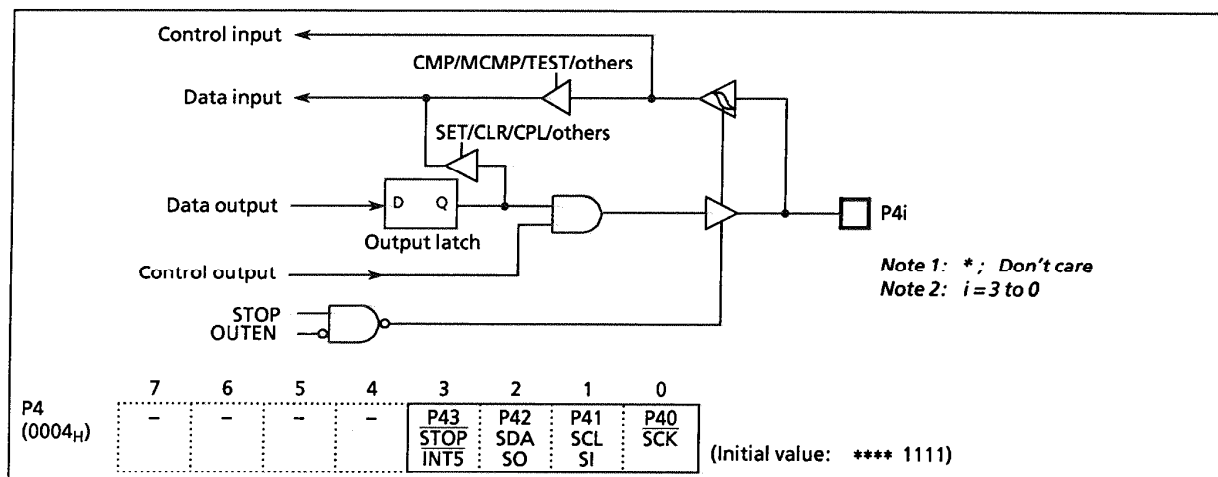 Control input
CMP/MCMP/TEST/others
Data input
SET/CLR/CPL/others
Data output
D Q
P4i
Output latch
Control output
Note 1: *; Don't care
Note 2: i = 3 to 0
STOP
OUTEN
7 6 5 4 3 2 1 0
P4 (0004H)
– – – – P43 P42 P41 P40
STOP SDA SCL SCK
INT5 SO SI
(Initial value: **** 1111)